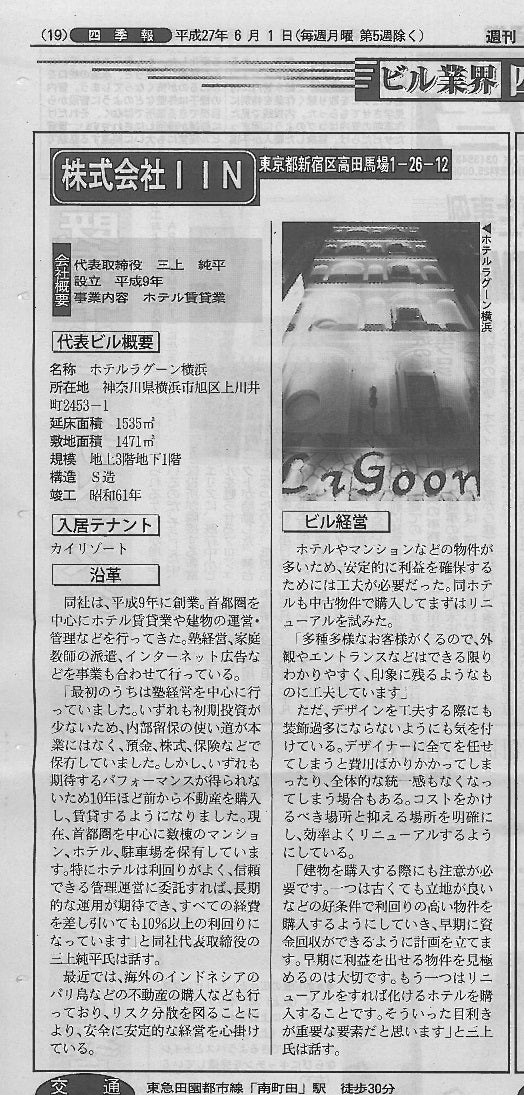 (19) 四季報 平成27年6月1日(毎週月曜 第5週除く) 週刊
ビル業界
株式会社IIN
東京都新宿区高田馬場1-26-12
会社概要
代表取締役 三上 純平
設立 平成9年
事業内容 ホテル賃貸業
◀ホテルラグーン横浜
LaGoon
代表ビル概要
名称 ホテルラグーン横浜
所在地 神奈川県横浜市旭区上川井
町2453-1
延床面積 1535㎡
敷地面積 1471㎡
規模 地上3階地下1階
構造 S造
竣工 昭和61年
入居テナント
カイリゾート
沿革
同社は、平成9年に創業。首都圏を
中心にホテル賃貸業や建物の運営・
管理などを行ってきた。塾経営、家庭
教師の派遣、インターネット広告な
どを事業も合わせて行っている。
「最初のうちは塾経営を中心に行
っていました。いずれも初期投資が
少ないため、内部留保の使い道が本
業にはなく、預金、株式、保険などで
保有していました。しかし、いずれも
期待するパフォーマンスが得られな
いため10年ほど前から不動産を購入
し、賃貸するようになりました。現
在、首都圏を中心に数棟のマンショ
ン、ホテル、駐車場を保有していま
す。特にホテルは利回りがよく、信頼
できる管理運営に委託すれば、長期
的な運用が期待でき、すべての経費
を差し引いても10%以上の利回りに
なっています」と同社代表取締役の
三上純平氏は話す。
最近では、海外のインドネシアの
バリ島などの不動産の購入なども行
っており、リスク分散を図ることに
より、安全に安定的な経営を心掛け
ている。
ビル経営
ホテルやマンションなどの物件が
多いため、安定的に利益を確保する
ためには工夫が必要だった。同ホテ
ルも中古物件で購入してまずはリニ
ューアルを試みた。
「多種多様なお客様がくるので、外
観やエントランスなどはできる限り
わかりやすく、印象に残るようなも
のに工夫しています」
ただ、デザインを工夫する際にも
装飾過多にならないようにも気を付
けている。デザイナーに全てを任せ
てしまうと費用ばかりかかってしま
ったり、全体的な統一感もなくなっ
てしまう場合もある。コストをかけ
るべき場所と抑える場所を明確に
し、効率よくリニューアルするよう
にしている。
「建物を購入する際にも注意が必
要です。一つは古くても立地が良い
などの好条件で利回りの高い物件を
購入するようにしていき、早期に資
金回収ができるように計画を立てま
す。早期に利益を出せる物件を見極
めるのは大切です。もう一つはリニ
ューアルをすれば化けるホテルを購
入することです。そういった目利き
が重要な要素だと思います」と三上
氏は話す。
交通 東急田園都市線「南町田」駅 徒歩30分